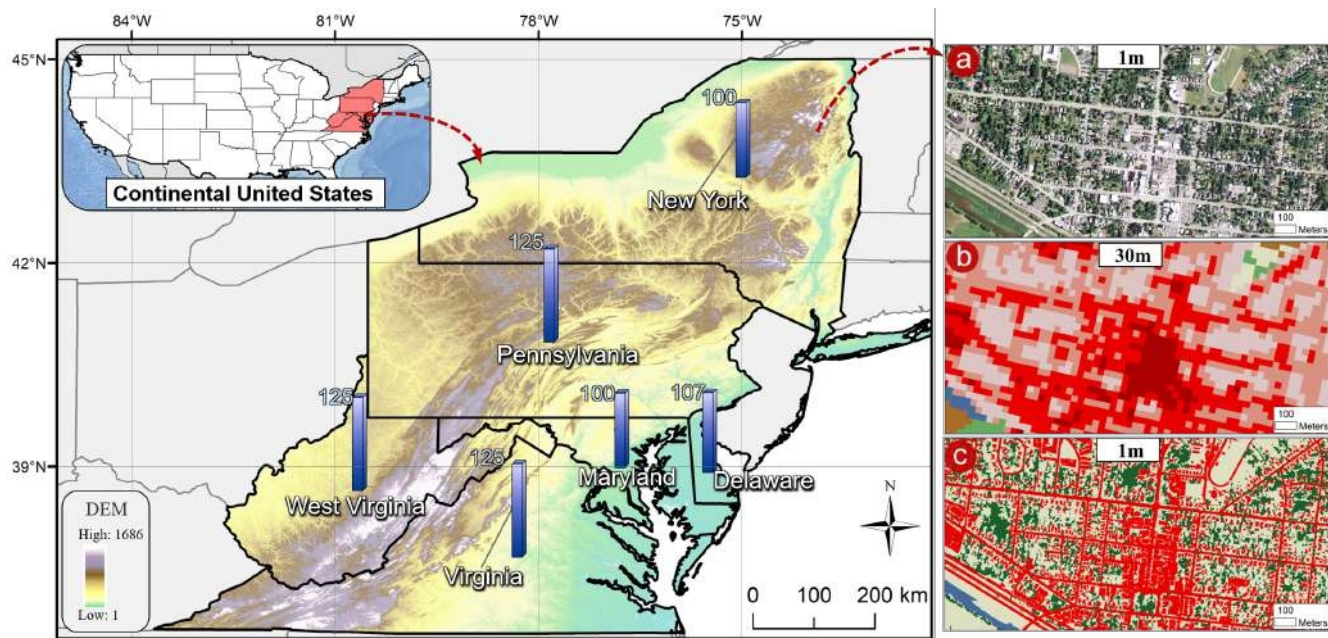 84°W
81°W
78°W
75°W
45°N
42°N
39°N
Continental United States
100
New York
125
Pennsylvania
125
West Virginia
125
Virginia
100
Maryland
107
Delaware
DEM
High: 1686
Low: 1
N
0
100
200 km
a
1m
100
Meters
b
30m
100
Meters
c
1m
100
Meters